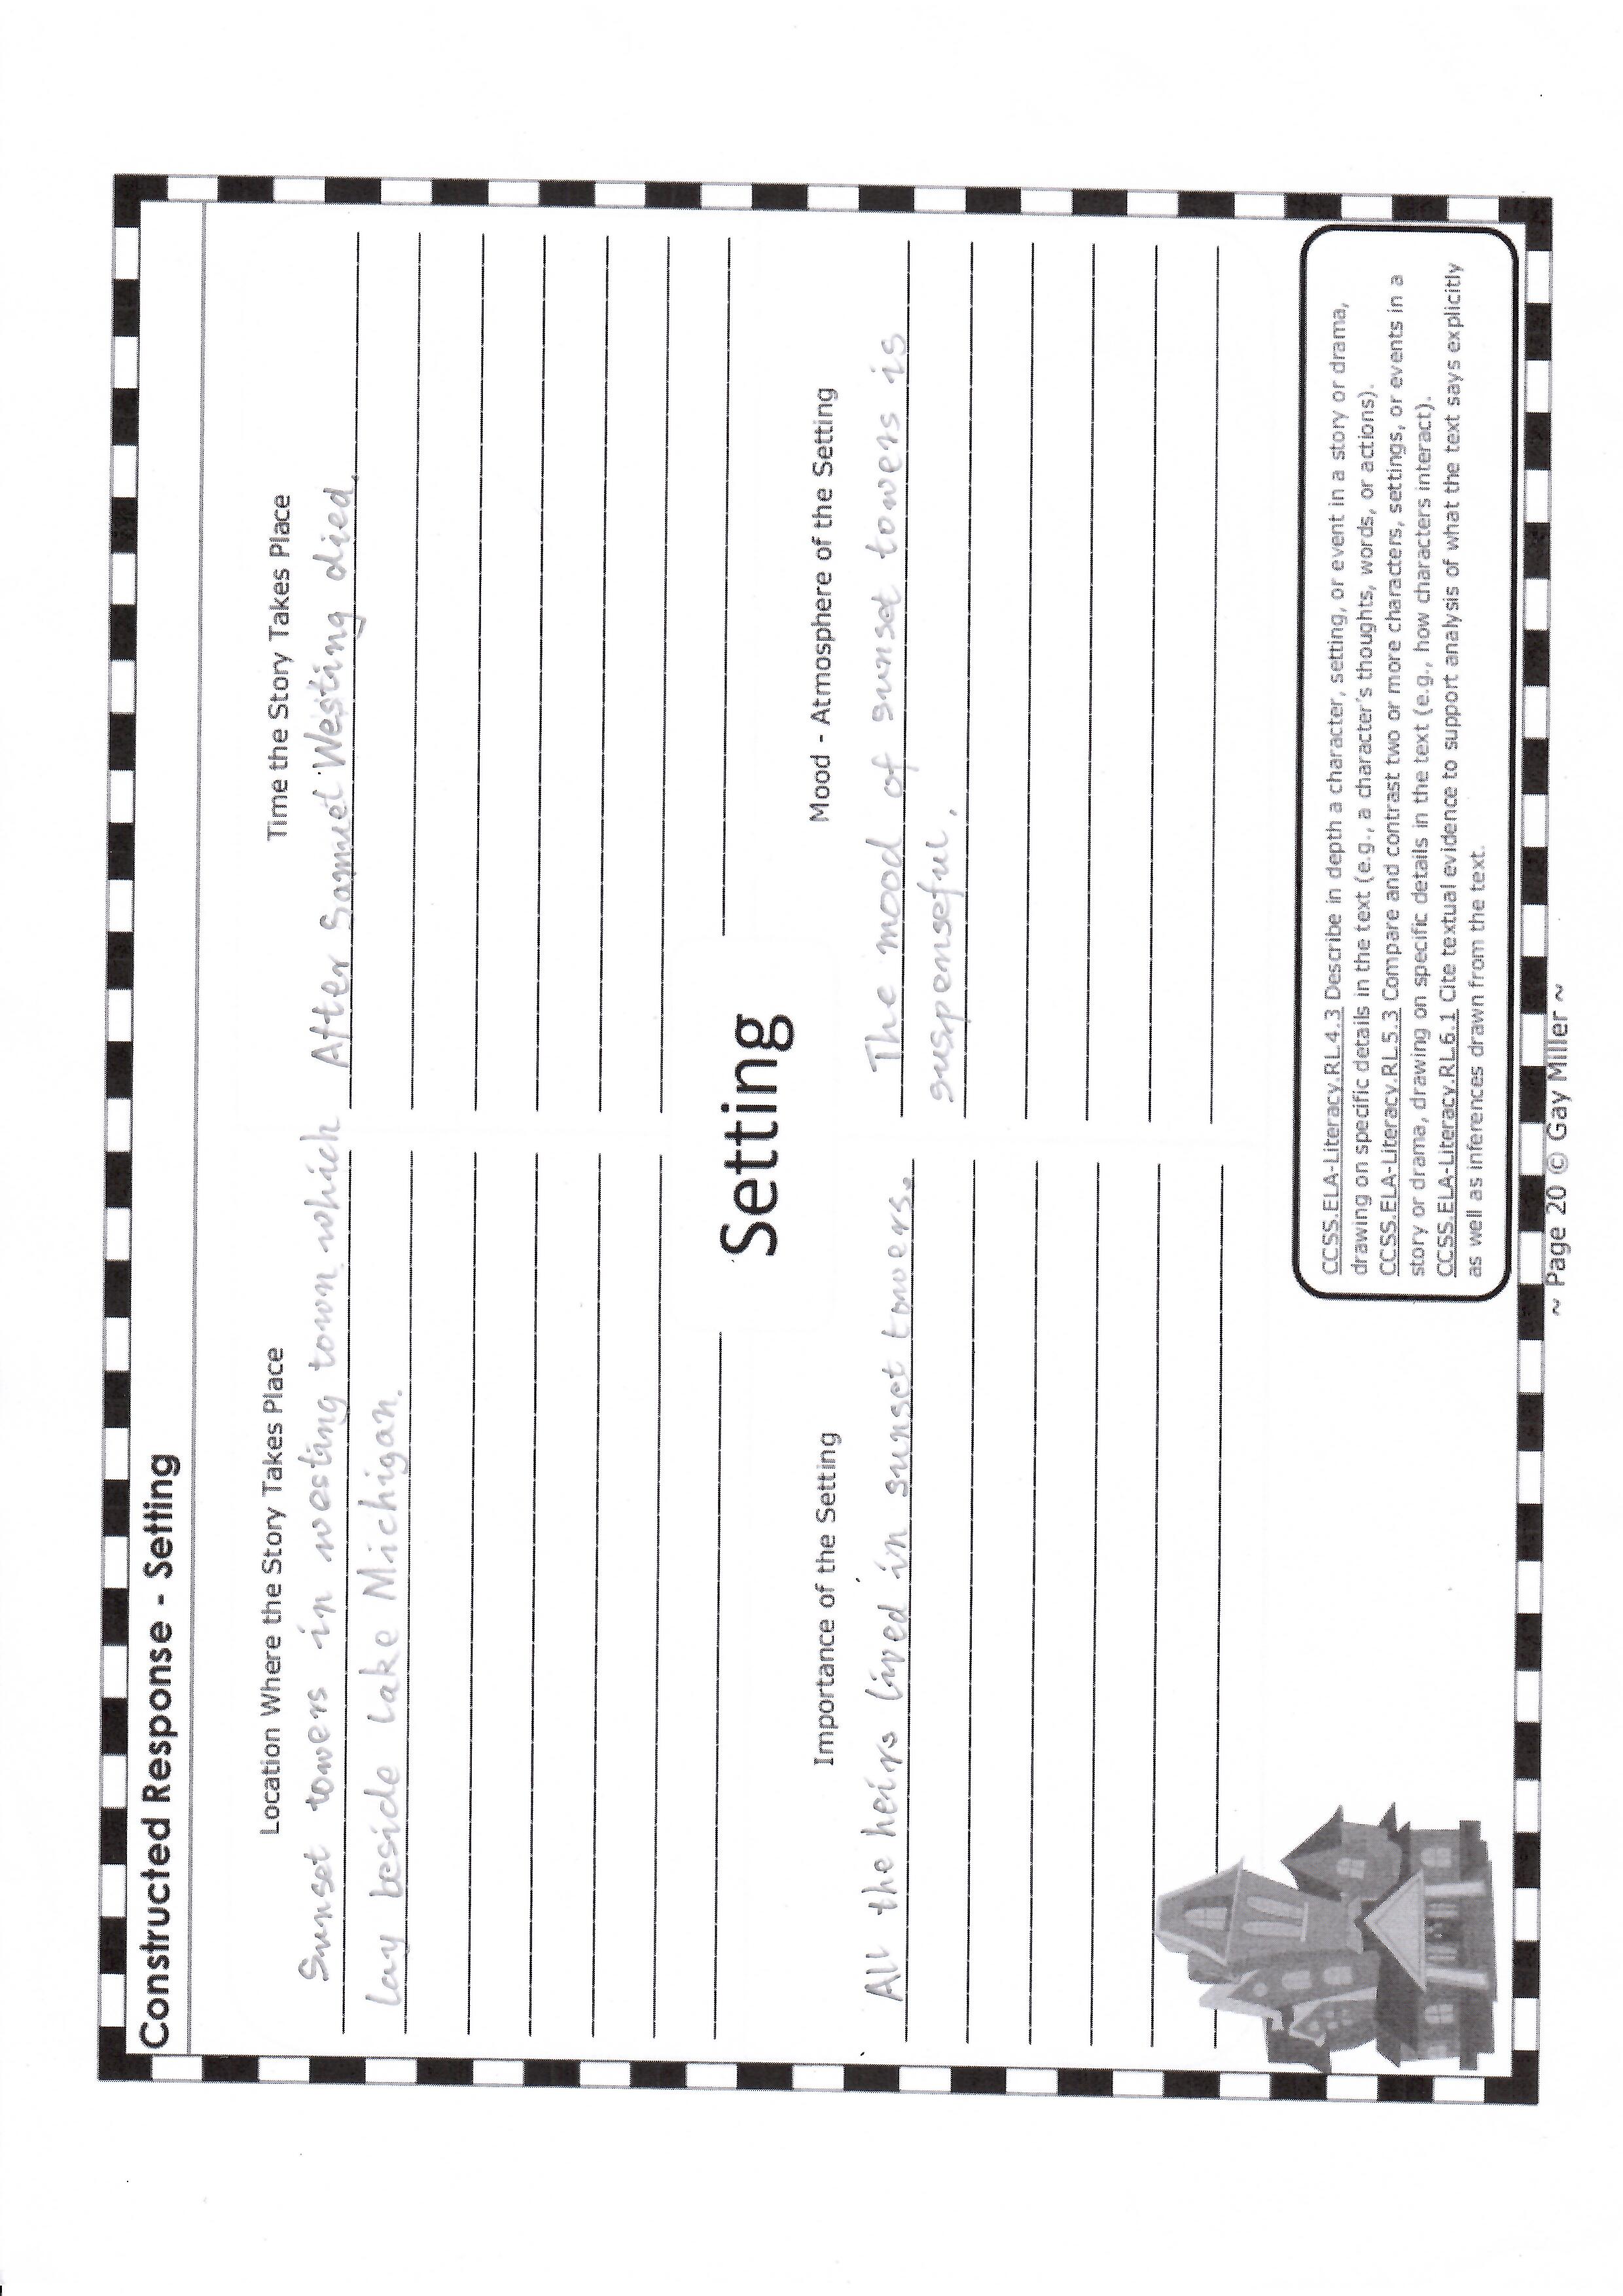 Constructed Response - Setting
Location Where the Story Takes Place
Sunset towers in westing town which
lay beside Lake Michigan.
Time the Story Takes Place
After Samuel Westing died.
Setting
Importance of the Setting
All the heirs lived in sunset towers.
Mood - Atmosphere of the Setting
The mood of sunset towers is
suspenseful.
CCSS.ELA-Literacy.RL.4.3 Describe in depth a character, setting, or event in a story or drama,
drawing on specific details in the text (e.g., a character's thoughts, words, or actions).
CCSS.ELA-Literacy.RL.5.3 Compare and contrast two or more characters, settings, or events in a
story or drama, drawing on specific details in the text (e.g., how characters interact).
CCSS.ELA-Literacy.RL.6.1 Cite textual evidence to support analysis of what the text says explicitly
as well as inferences drawn from the text.
~ Page 20 © Gay Miller ~